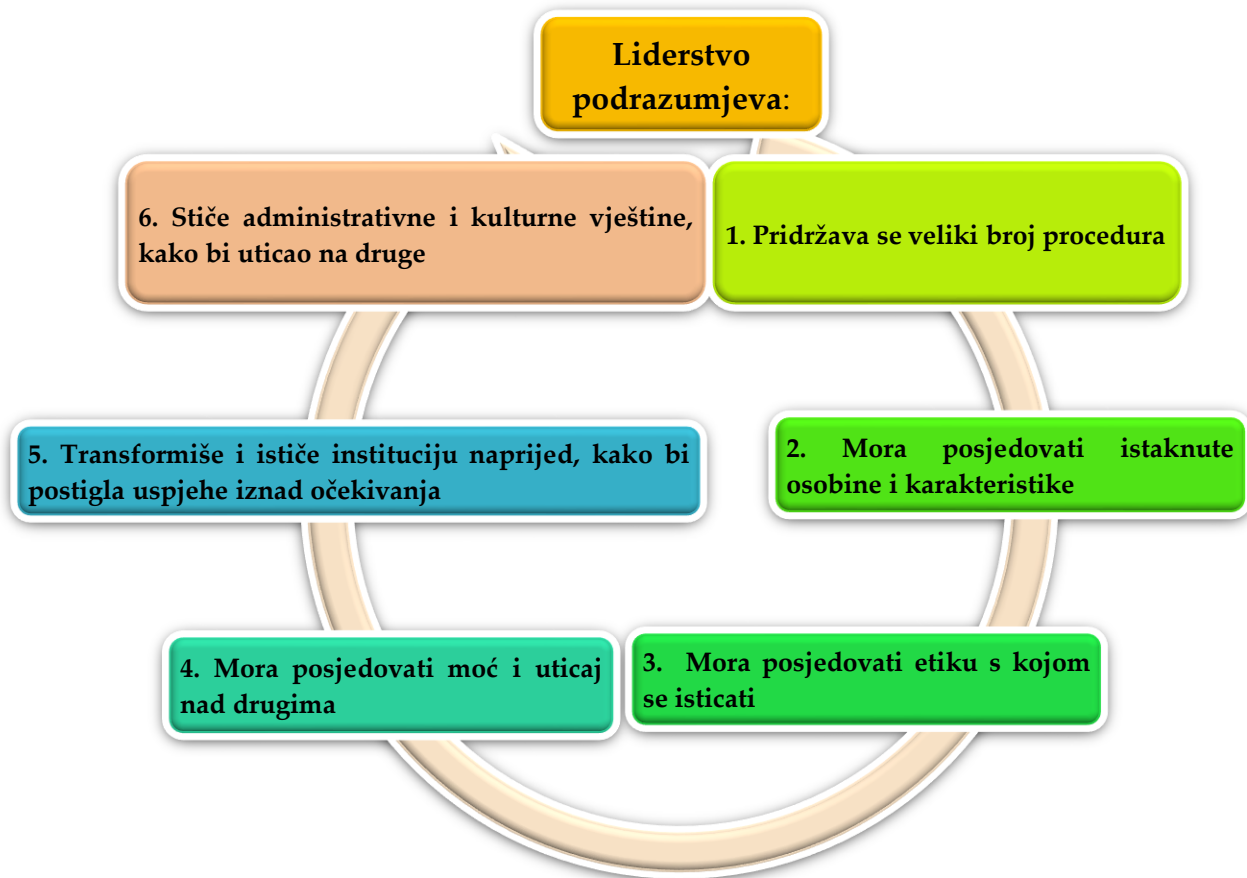 Liderstvo
podrazumjeva:
1. Pridržava se veliki broj procedura
2. Mora posjedovati istaknute
osobine i karakteristike
3. Mora posjedovati etiku s kojom
se isticati
4. Mora posjedovati moć i uticaj
nad drugima
5. Transformiše i ističe instituciju naprijed, kako bi
postigla uspjehe iznad očekivanja
6. Stiče administrativne i kulturne vještine,
kako bi uticao na druge